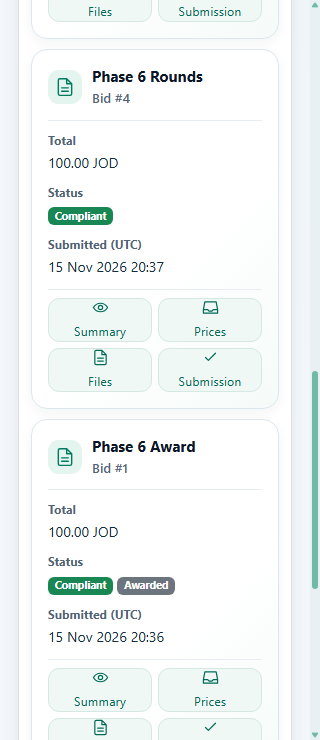 Files
Submission
Phase 6 Rounds
Bid #4
Total
100.00 JOD
Status
Compliant
Submitted (UTC)
15 Nov 2026 20:37
Summary
Prices
Files
Submission
Phase 6 Award
Bid #1
Total
100.00 JOD
Status
Compliant Awarded
Submitted (UTC)
15 Nov 2026 20:36
Summary
Prices